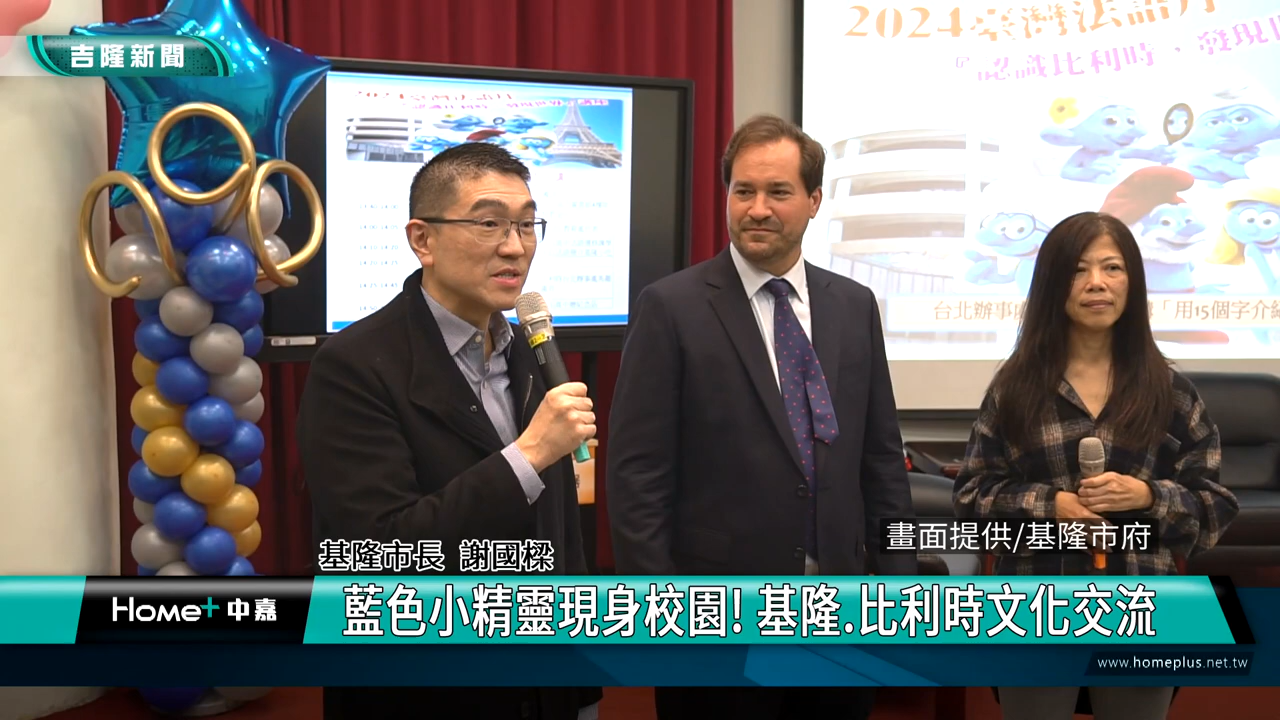 吉隆新聞
2024臺灣法語月
認識比利時,發現
台北辦事
「用15個字介紹
畫面提供/基隆市府
基隆市長 謝國樑
Home+中嘉
藍色小精靈現身校園! 基隆.比利時文化交流
www.homeplus.net.tw